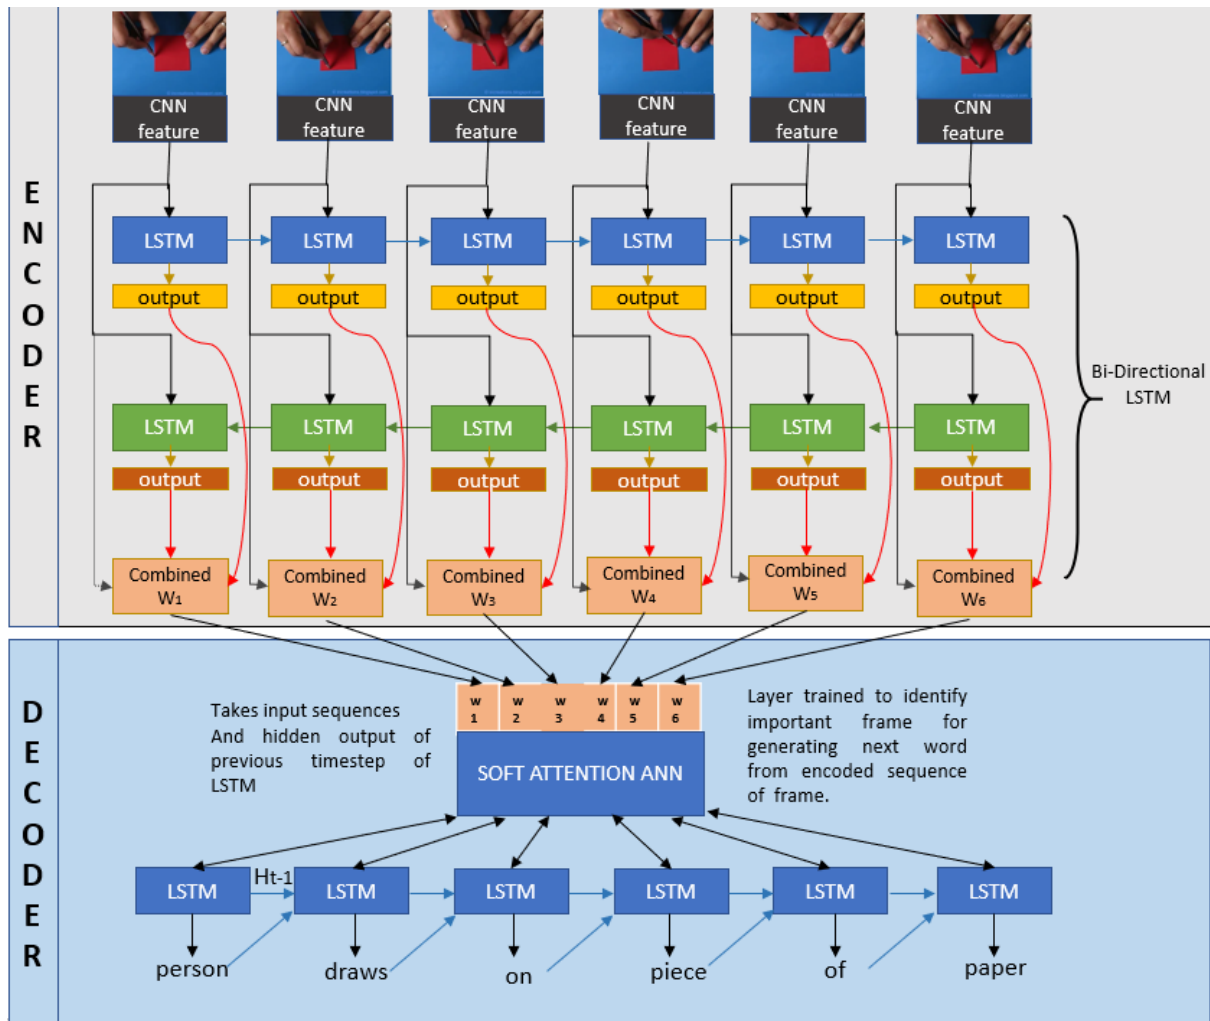 ENCODER
CNN feature
CNN feature
CNN feature
CNN feature
CNN feature
CNN feature
LSTM
LSTM
LSTM
LSTM
LSTM
LSTM
output
output
output
output
output
output
Bi-Directional
LSTM
LSTM
LSTM
LSTM
LSTM
LSTM
LSTM
output
output
output
output
output
output
Combined W1
Combined W2
Combined W3
Combined W4
Combined W5
Combined W6
DECODER
Takes input sequences
And hidden output of
previous timestep of
LSTM
w 1
w 2
w 3
w 4
w 5
w 6
SOFT ATTENTION ANN
Layer trained to identify
important frame for
generating next word
from encoded sequence
of frame.
LSTM
Ht-1
LSTM
LSTM
LSTM
LSTM
LSTM
person
draws
on
piece
of
paper